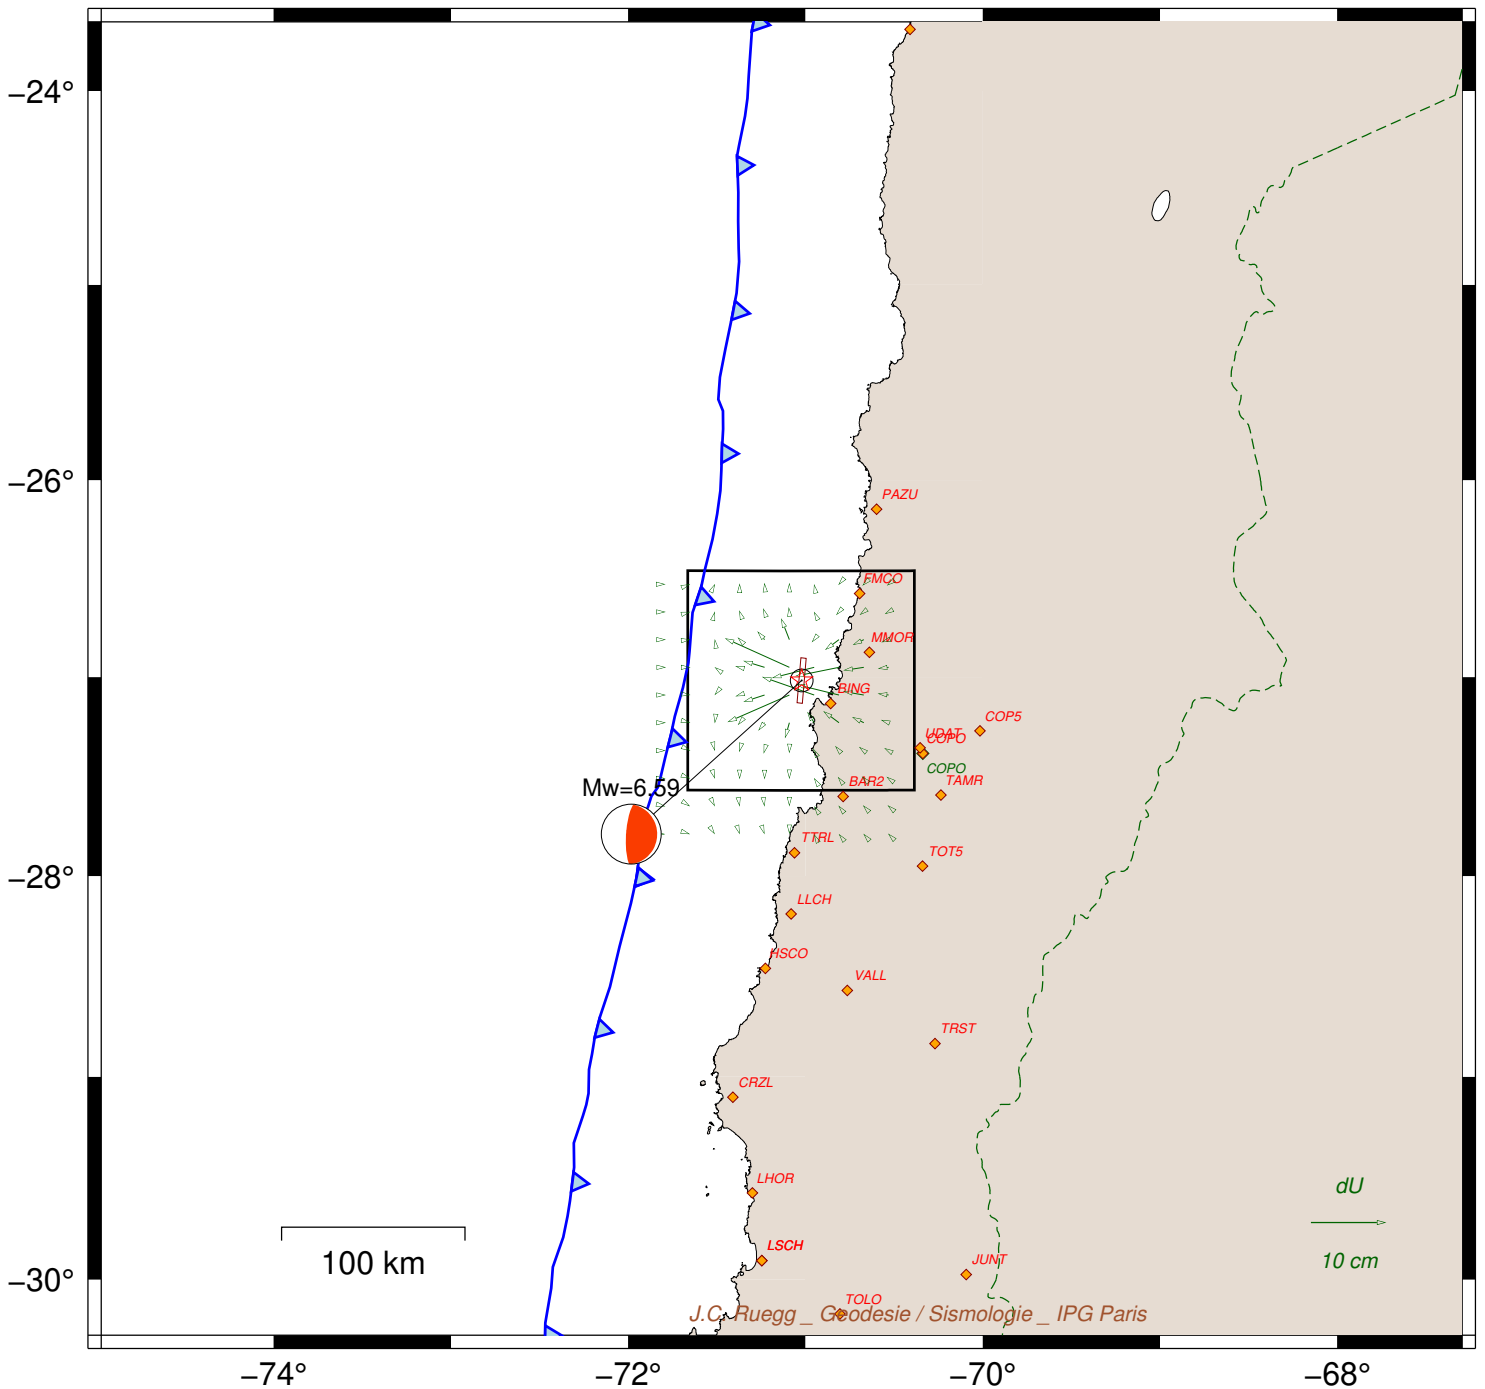 −24°
−26°
PAZU
FMCO
MMOR
BING
COP5
UDAT
COPO
COPO
Mw=6.59
BAR2
TAMR
TTRL
TOT5
−28°
LLCH
HSCO
VALL
TRST
CRZL
LHOR
dU
LSCH
100 km
JUNT
10 cm
−30°
TOLO
J.C. Ruegg _ Geodesie / Sismologie _ IPG Paris
−74°
−72°
−70°
−68°